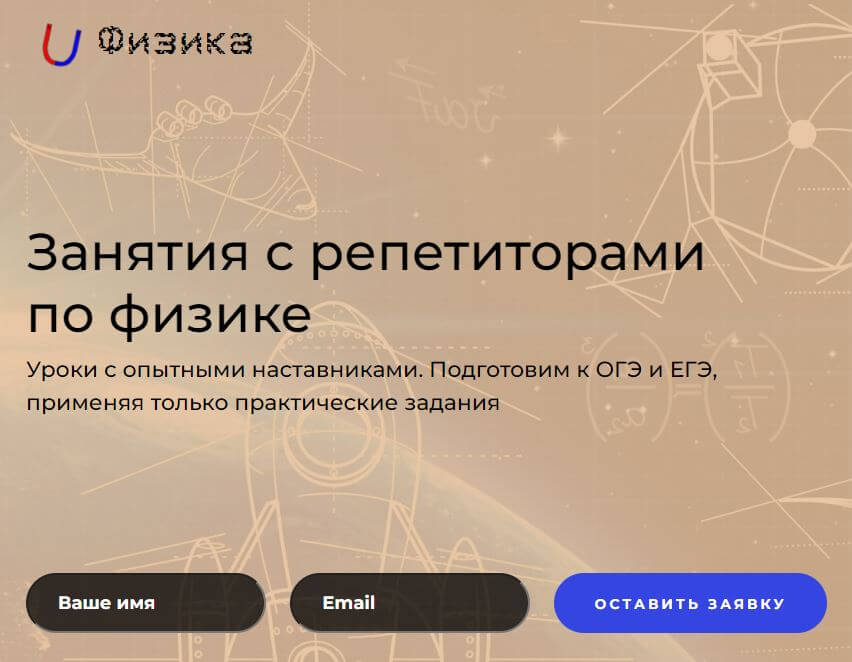 Физика
Занятия с репетиторами
по физике
Уроки с опытными наставниками. Подготовим к ОГЭ и ЕГЭ,
применяя только практические задания
Ваше имя
Email
ОСТАВИТЬ ЗАЯВКУ